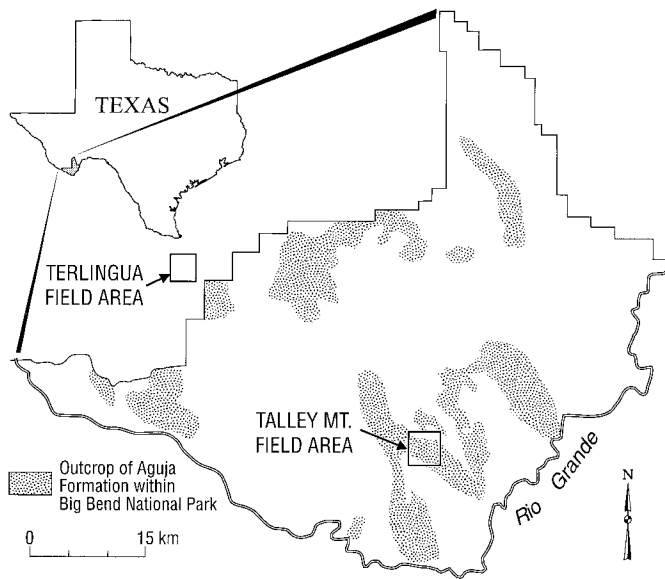 TEXAS
TERLINGUA
FIELD AREA
TALLEY MT.
FIELD AREA
Outcrop of Aguja
Formation within
Big Bend National Park
0 15 km
Rio Grande
N